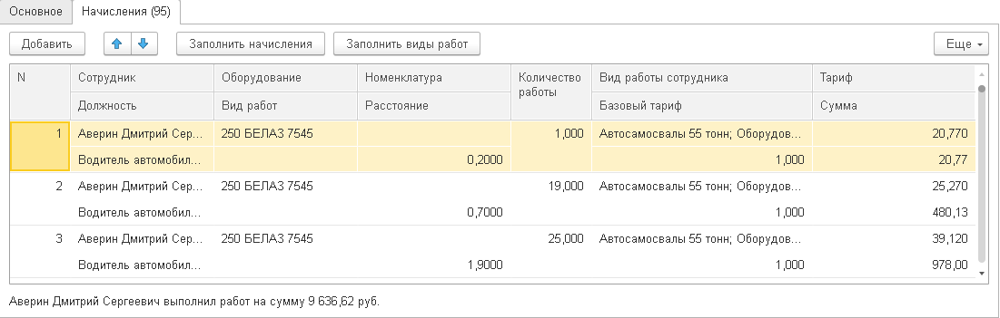 Основное Начисления (95)
Добавить Заполнить начисления Заполнить виды работ Еще
N Сотрудник Оборудование Номенклатура Количество работы Вид работы сотрудника Тариф
Должность Вид работ Расстояние Базовый тариф Сумма
1 Аверин Дмитрий Сер... 250 БЕЛАЗ 7545 1,000 Автосамосвалы 55 тонн; Оборудов... 20,770
Водитель автомобил... 0,2000 1,000 20,77
2 Аверин Дмитрий Сер... 250 БЕЛАЗ 7545 19,000 Автосамосвалы 55 тонн; Оборудов... 25,270
Водитель автомобил... 0,7000 1,000 480,13
3 Аверин Дмитрий Сер... 250 БЕЛАЗ 7545 25,000 Автосамосвалы 55 тонн; Оборудов... 39,120
Водитель автомобил... 1,9000 1,000 978,00
Аверин Дмитрий Сергеевич выполнил работ на сумму 9 636,62 руб.